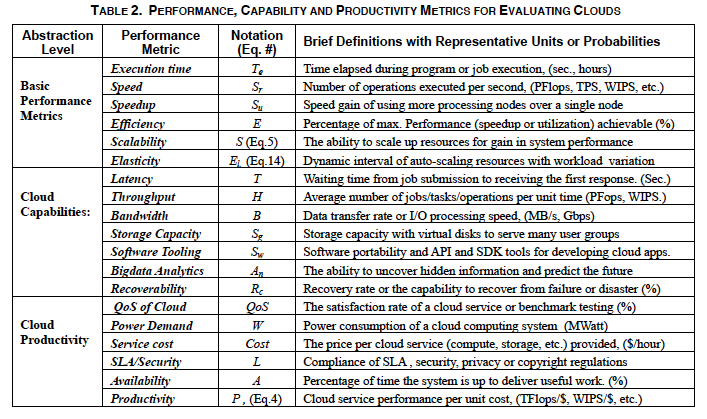 TABLE 2. PERFORMANCE, CAPABILITY AND PRODUCTIVITY METRICS FOR EVALUATING CLOUDS
Abstraction Level | Performance Metric | Notation (Eq. #) | Brief Definitions with Representative Units or Probabilities
Basic Performance Metrics | Execution time | Te | Time elapsed during program or job execution, (sec., hours)
Speed | Sr | Number of operations executed per second, (PFlops, TPS, WIPS, etc.)
Speedup | Su | Speed gain of using more processing nodes over a single node
Efficiency | E | Percentage of max. Performance (speedup or utilization) achievable (%)
Scalability | S (Eq.5) | The ability to scale up resources for gain in system performance
Elasticity | El (Eq.14) | Dynamic interval of auto-scaling resources with workload variation
Cloud Capabilities: | Latency | T | Waiting time from job submission to receiving the first response. (Sec.)
Throughput | H | Average number of jobs/tasks/operations per unit time (PFops, WIPS.)
Bandwidth | B | Data transfer rate or I/O processing speed, (MB/s, Gbps)
Storage Capacity | Sg | Storage capacity with virtual disks to serve many user groups
Software Tooling | Sw | Software portability and API and SDK tools for developing cloud apps.
Bigdata Analytics | An | The ability to uncover hidden information and predict the future
Recoverability | Rc | Recovery rate or the capability to recover from failure or disaster (%)
Cloud Productivity | QoS of Cloud | QoS | The satisfaction rate of a cloud service or benchmark testing (%)
Power Demand | W | Power consumption of a cloud computing system (MWatt)
Service cost | Cost | The price per cloud service (compute, storage, etc.) provided, ($/hour)
SLA/Security | L | Compliance of SLA , security, privacy or copyright regulations
Availability | A | Percentage of time the system is up to deliver useful work. (%)
Productivity | P , (Eq.4) | Cloud service performance per unit cost, (TFlops/$, WIPS/$, etc.)